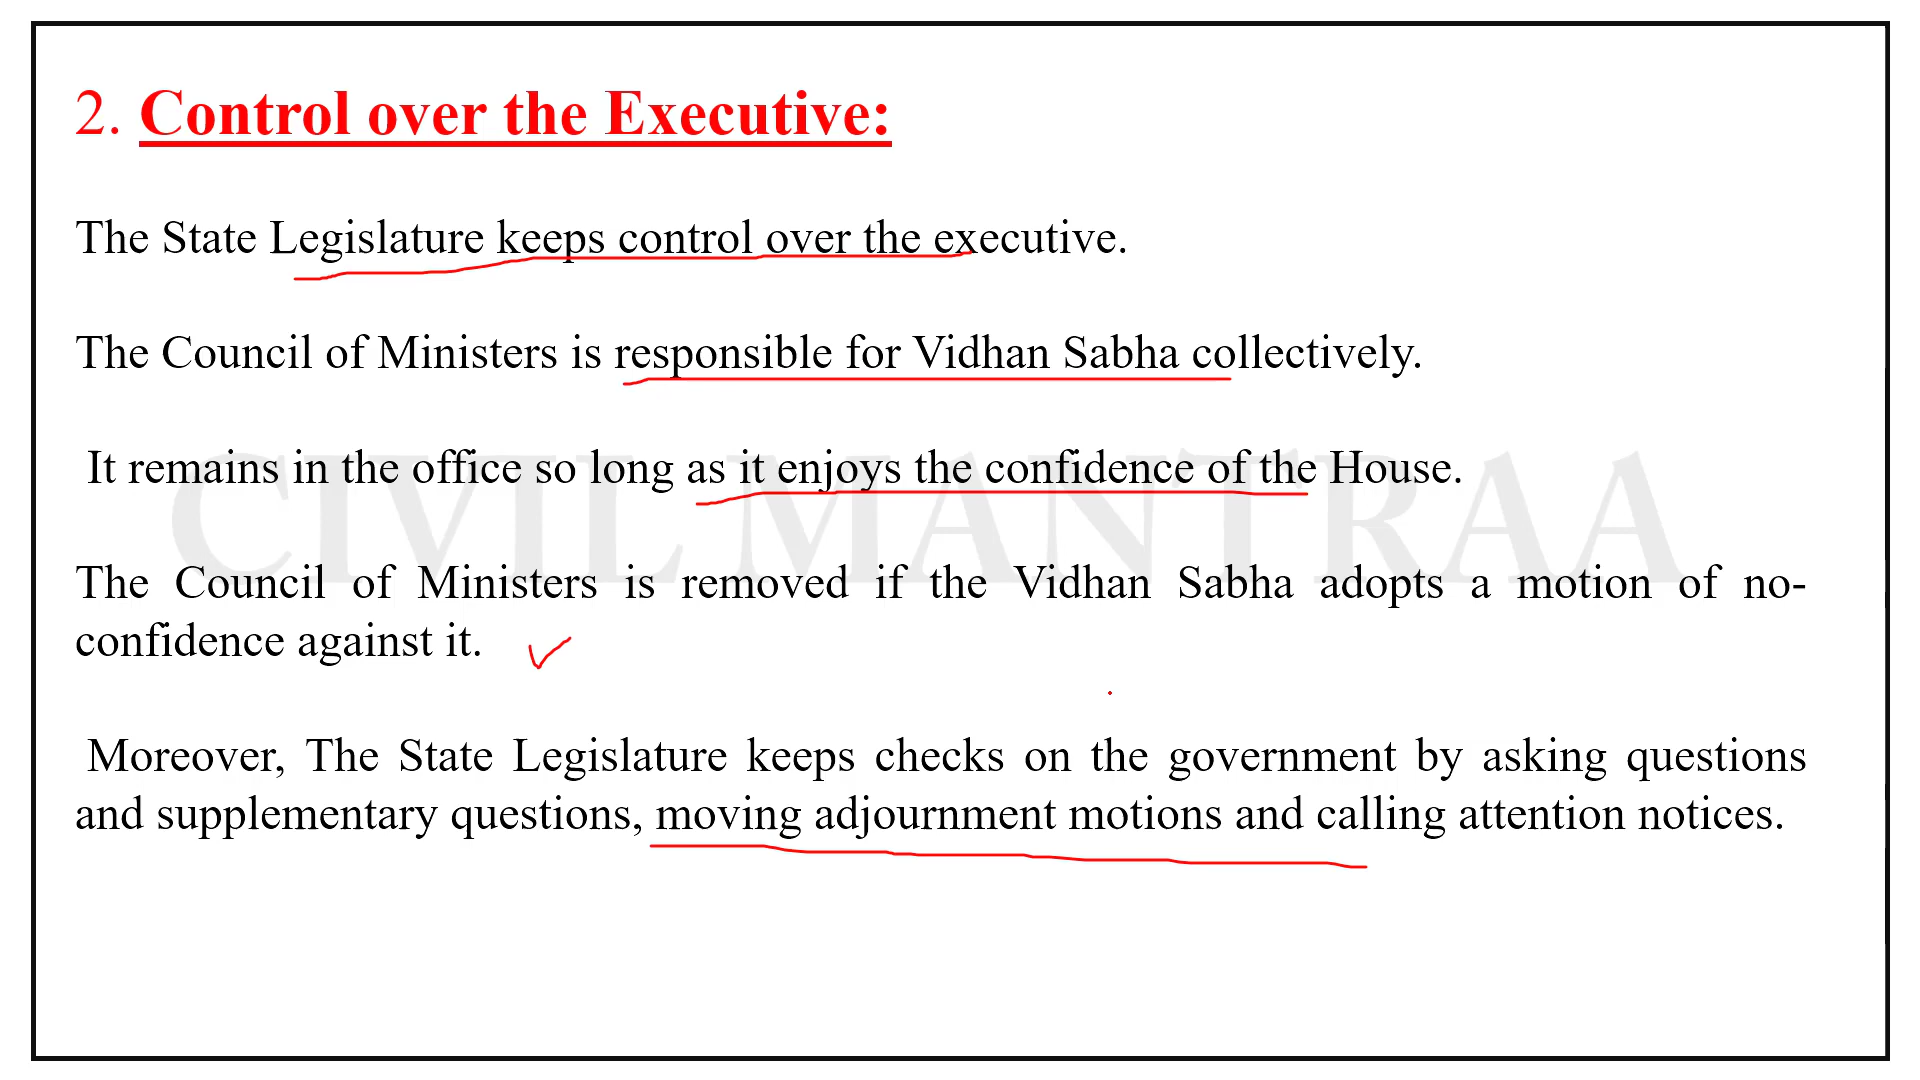 2. Control over the Executive:
The State Legislature keeps control over the executive.
The Council of Ministers is responsible for Vidhan Sabha collectively.
It remains in the office so long as it enjoys the confidence of the House.
CIVIL MANTRAA
The Council of Ministers is removed if the Vidhan Sabha adopts a motion of no-
confidence against it.
Moreover, The State Legislature keeps checks on the government by asking questions
and supplementary questions, moving adjournment motions and calling attention notices.